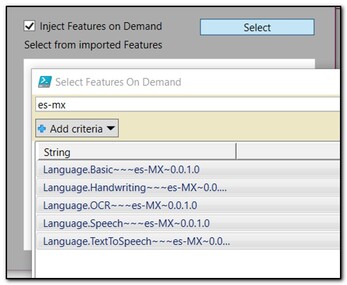 Inject Features on Demand
Select
Select from imported Features
Select Features On Demand
es-mx
Add criteria
String
Language.Basic~~~es-MX~0.0.1.0
Language.Handwriting~~~es-MX~0.0....
Language.OCR~~~es-MX~0.0.1.0
Language.Speech~~~es-MX~0.0.1.0
Language.TextToSpeech~~~es-MX~0.0...